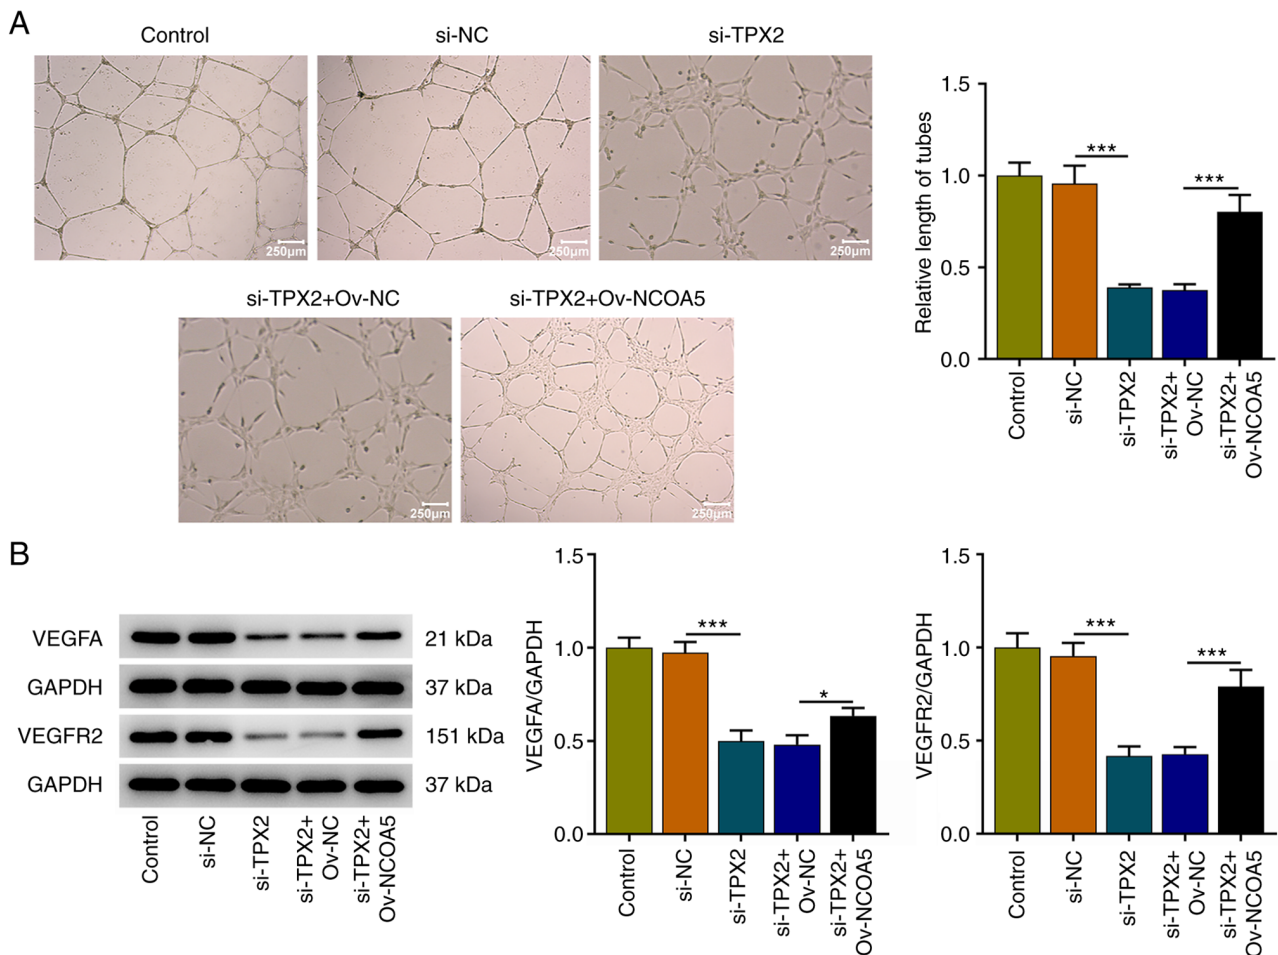 A
Control
si-NC
si-TPX2
250µm
250µm
250µm
si-TPX2+Ov-NC
si-TPX2+Ov-NCOA5
250µm
250µm
Relative length of tubes
1.5
1.0
0.5
0.0
***
***
Control
si-NC
si-TPX2
si-TPX2+
Ov-NC
si-TPX2+
Ov-NCOA5
B
VEGFA
21 kDa
GAPDH
37 kDa
VEGFR2
151 kDa
GAPDH
37 kDa
Control
si-NC
si-TPX2
si-TPX2+
Ov-NC
si-TPX2+
Ov-NCOA5
VEGFA/GAPDH
1.5
1.0
0.5
0.0
***
*
Control
si-NC
si-TPX2
si-TPX2+
Ov-NC
si-TPX2+
Ov-NCOA5
VEGFR2/GAPDH
1.5
1.0
0.5
0.0
***
***
Control
si-NC
si-TPX2
si-TPX2+
Ov-NC
si-TPX2+
Ov-NCOA5